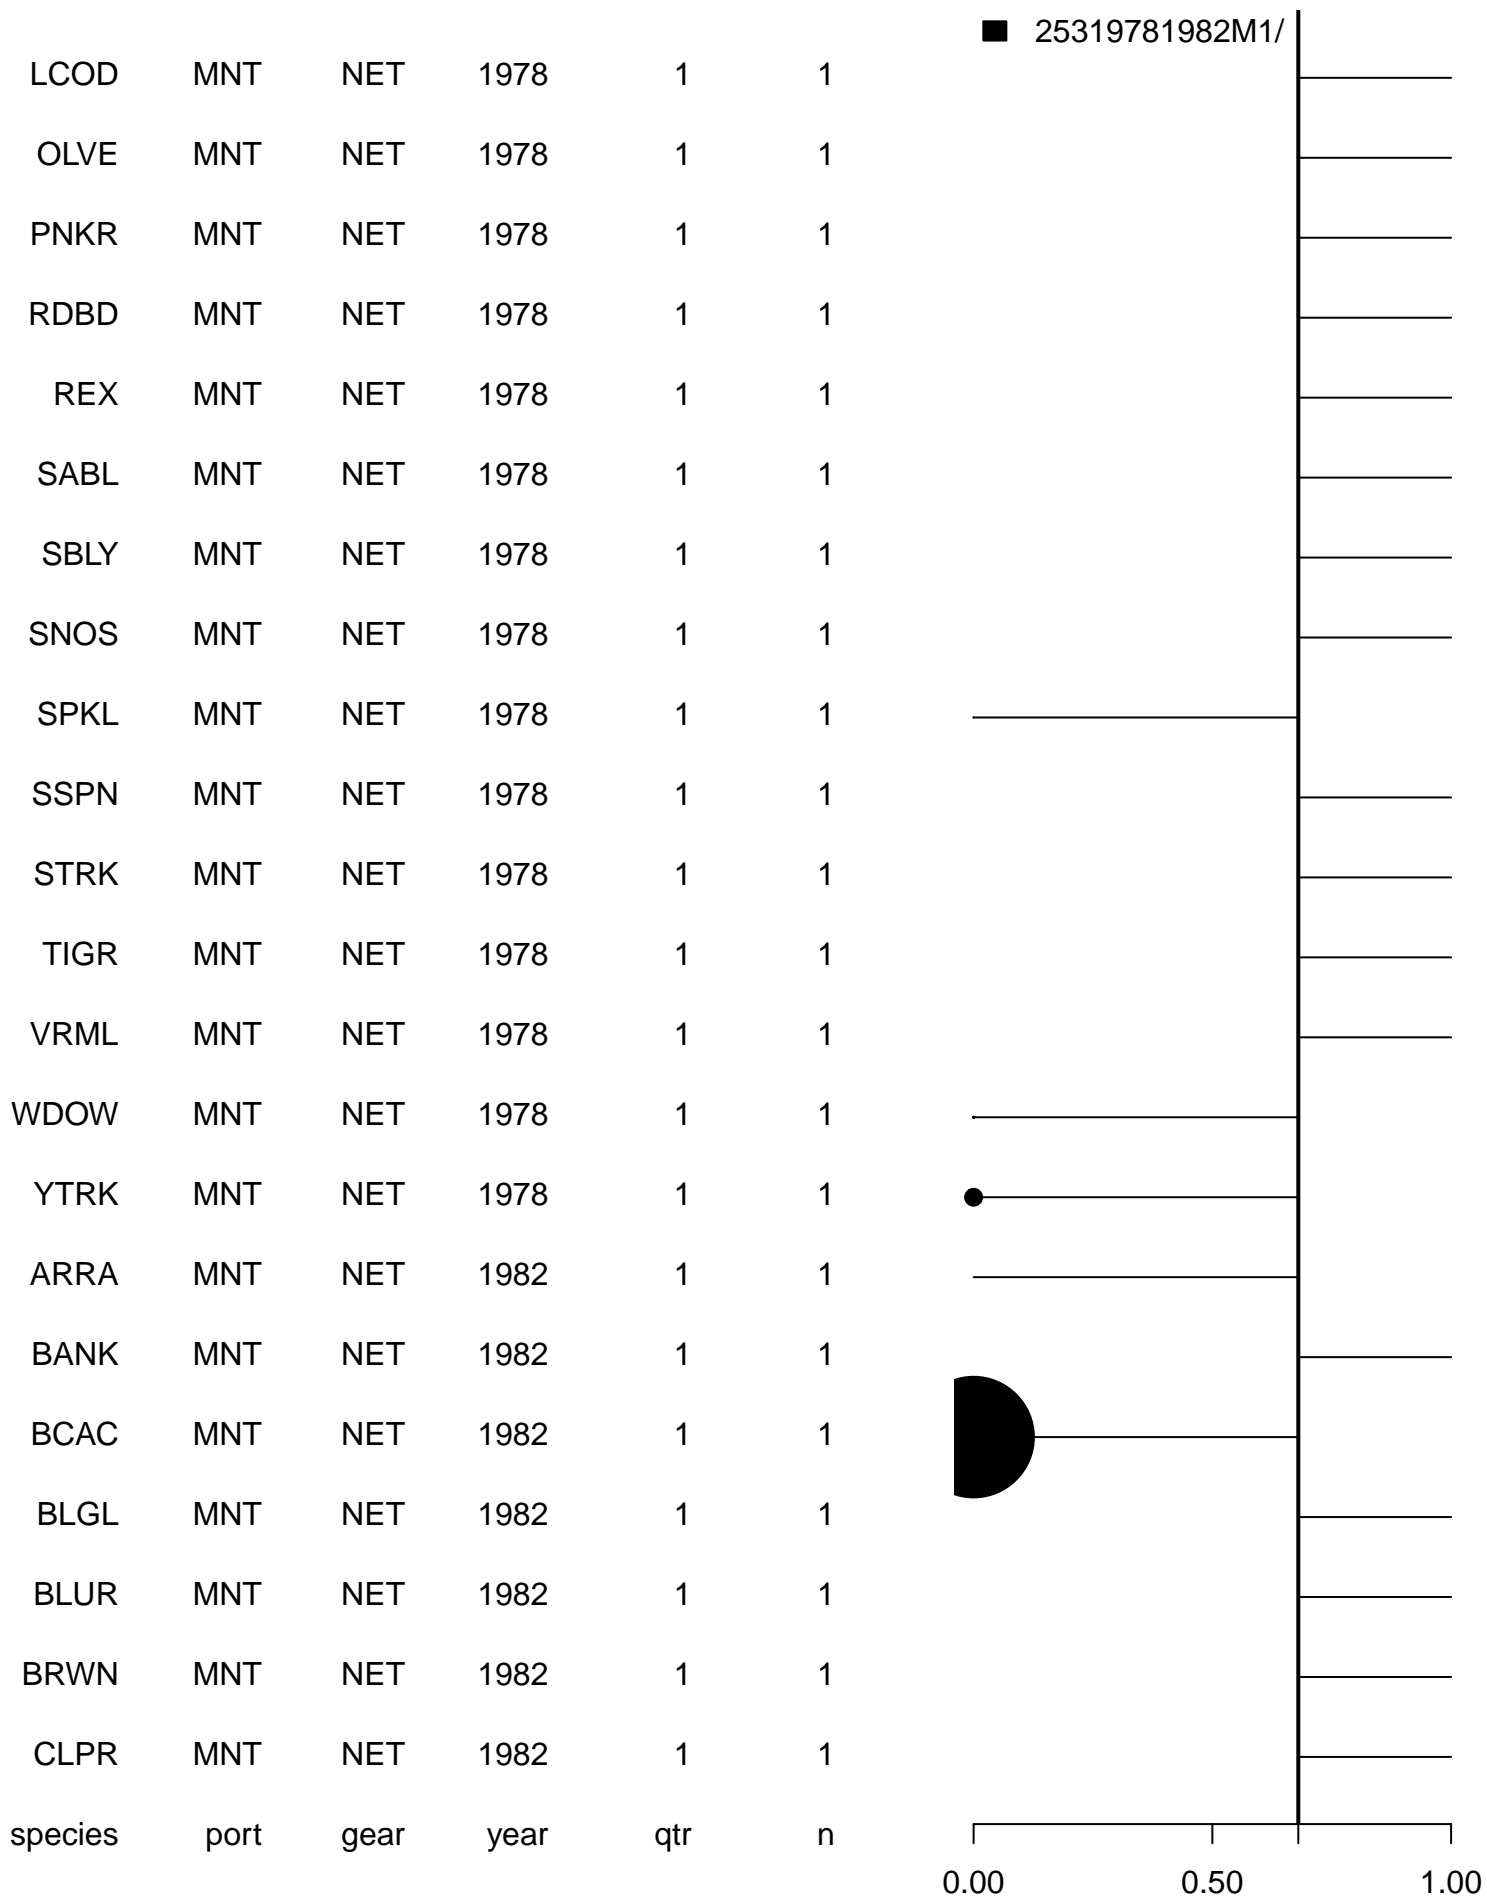 25319781982M1/
LCOD MNT NET 1978 1 1
OLVE MNT NET 1978 1 1
PNKR MNT NET 1978 1 1
RDBD MNT NET 1978 1 1
REX MNT NET 1978 1 1
SABL MNT NET 1978 1 1
SBLY MNT NET 1978 1 1
SNOS MNT NET 1978 1 1
SPKL MNT NET 1978 1 1
SSPN MNT NET 1978 1 1
STRK MNT NET 1978 1 1
TIGR MNT NET 1978 1 1
VRML MNT NET 1978 1 1
WDOW MNT NET 1978 1 1
YTRK MNT NET 1978 1 1
ARRA MNT NET 1982 1 1
BANK MNT NET 1982 1 1
BCAC MNT NET 1982 1 1
BLGL MNT NET 1982 1 1
BLUR MNT NET 1982 1 1
BRWN MNT NET 1982 1 1
CLPR MNT NET 1982 1 1
species port gear year qtr n
0.00 0.50 1.00